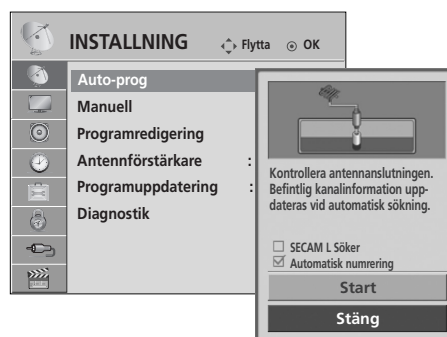 INSTALLNING Flytta OK
Auto-prog
Manuell
Programredigering
Antennförstärkare :
Programuppdatering :
Diagnostik
Kontrollera antennanslutningen.
Befintlig kanalinformation upp-
dateras vid automatisk sökning.
SECAM L Söker
Automatisk numrering
Start
Stäng